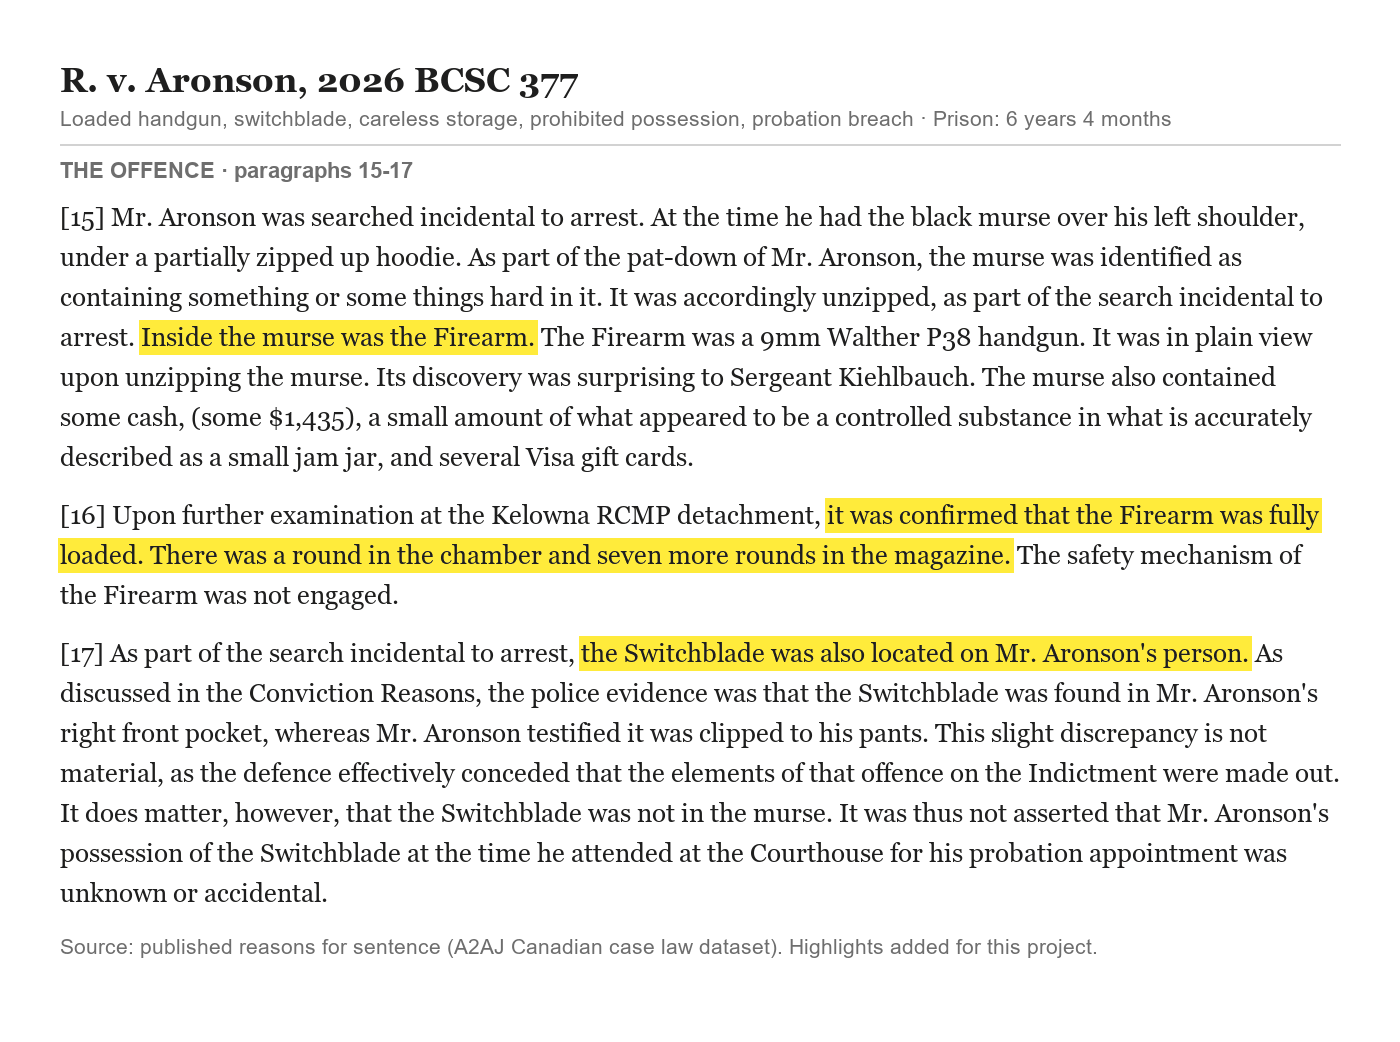 R. v. Aronson, 2026 BCSC 377
Loaded handgun, switchblade, careless storage, prohibited possession, probation breach · Prison: 6 years 4 months
THE OFFENCE · paragraphs 15-17
[15] Mr. Aronson was searched incidental to arrest. At the time he had the black murse over his left shoulder,
under a partially zipped up hoodie. As part of the pat-down of Mr. Aronson, the murse was identified as
containing something or some things hard in it. It was accordingly unzipped, as part of the search incidental to
arrest. Inside the murse was the Firearm. The Firearm was a 9mm Walther P38 handgun. It was in plain view
upon unzipping the murse. Its discovery was surprising to Sergeant Kiehlbauch. The murse also contained
some cash, (some $1,435), a small amount of what appeared to be a controlled substance in what is accurately
described as a small jam jar, and several Visa gift cards.
[16] Upon further examination at the Kelowna RCMP detachment, it was confirmed that the Firearm was fully
loaded. There was a round in the chamber and seven more rounds in the magazine. The safety mechanism of
the Firearm was not engaged.
[17] As part of the search incidental to arrest, the Switchblade was also located on Mr. Aronson's person. As
discussed in the Conviction Reasons, the police evidence was that the Switchblade was found in Mr. Aronson's
right front pocket, whereas Mr. Aronson testified it was clipped to his pants. This slight discrepancy is not
material, as the defence effectively conceded that the elements of that offence on the Indictment were made out.
It does matter, however, that the Switchblade was not in the murse. It was thus not asserted that Mr. Aronson's
possession of the Switchblade at the time he attended at the Courthouse for his probation appointment was
unknown or accidental.
Source: published reasons for sentence (A2AJ Canadian case law dataset). Highlights added for this project.